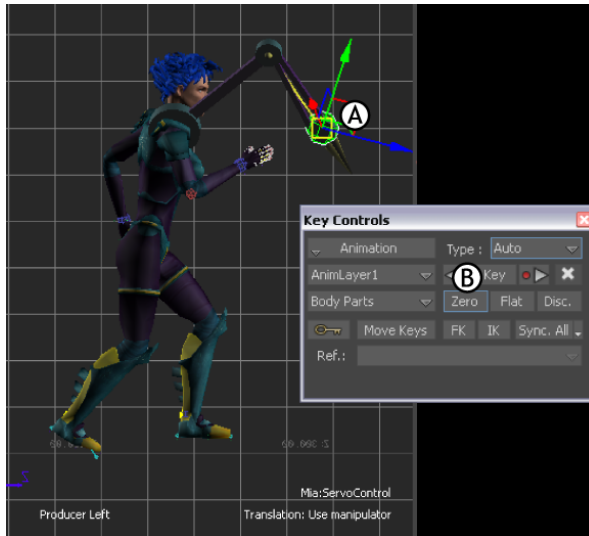 A
Key Controls
Animation
Type : Auto
AnimLayer1
Key
B
Body Parts
Zero Flat Disc.
Move Keys FK IK Sync. All
Ref.:
Mia:ServoControl
Producer Left
Translation: Use manipulator